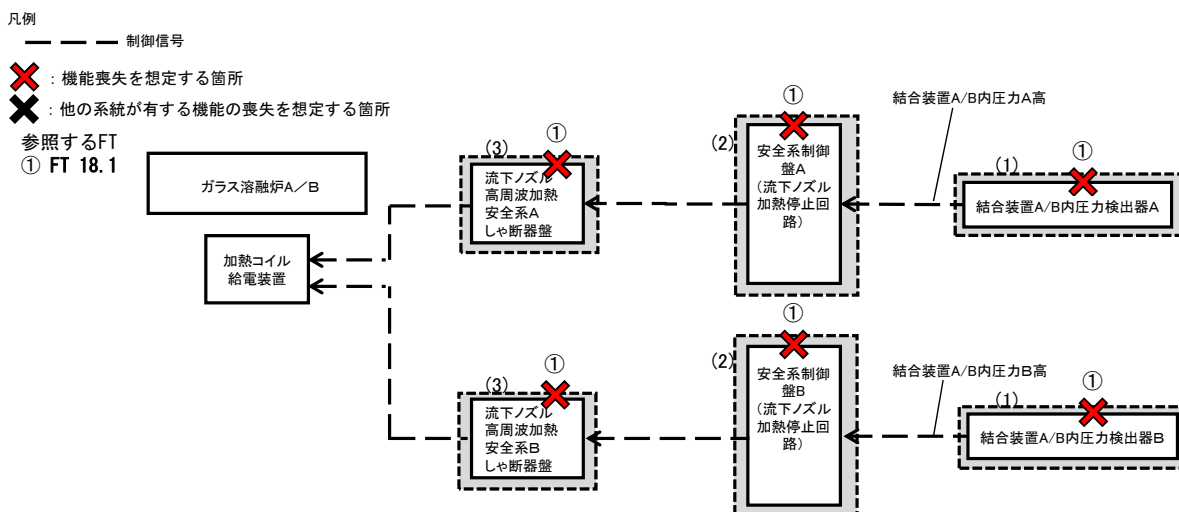 凡例
制御信号
:機能喪失を想定する箇所
:他の系統が有する機能の喪失を想定する箇所
参照するFT
① FT 18.1
ガラス溶融炉A/B
加熱コイル
給電装置
(3)
①
流下ノズル
高周波加熱
安全系A
しゃ断器盤
(2)
①
安全系制御
盤A
(流下ノズル
加熱停止回
路)
結合装置A/B内圧力A高
(1)
①
結合装置A/B内圧力検出器A
(3)
①
流下ノズル
高周波加熱
安全系B
しゃ断器盤
(2)
①
安全系制御
盤B
(流下ノズル
加熱停止回
路)
結合装置A/B内圧力B高
(1)
①
結合装置A/B内圧力検出器B